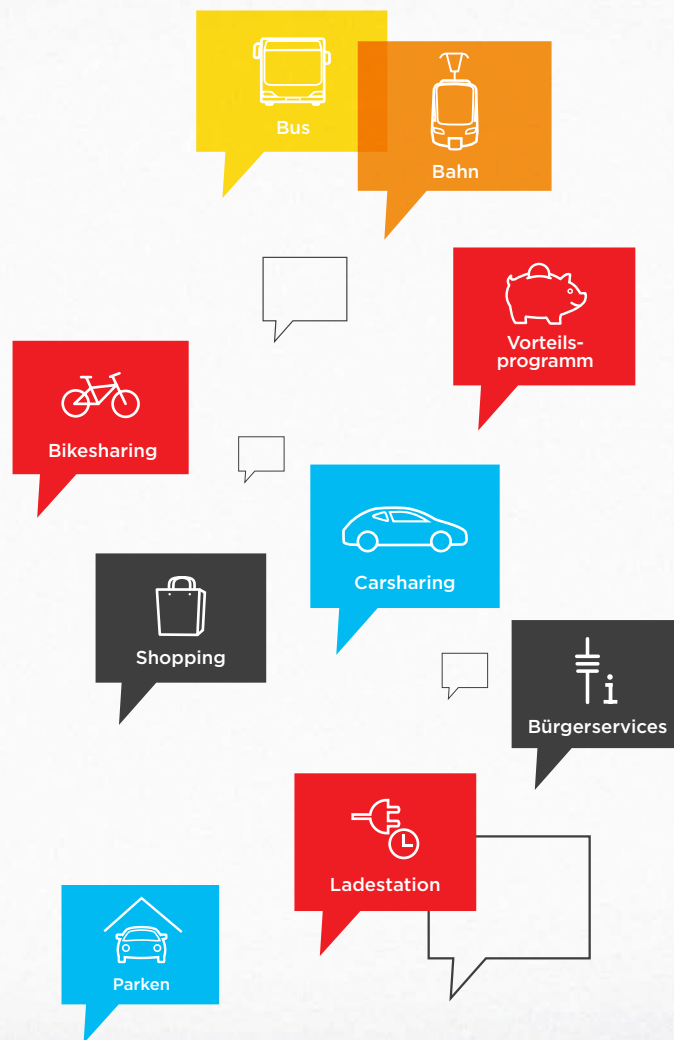 Bus
Bahn
Vorteils-
programm
Bikesharing
Carsharing
Shopping
i
Bürgerservices
Ladestation
Parken